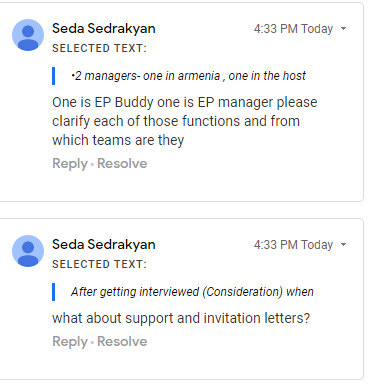 Seda Sedrakyan 4:33 PM Today
SELECTED TEXT:
•2 managers- one in armenia , one in the host
One is EP Buddy one is EP manager please
clarify each of those functions and from
which teams are they
Reply • Resolve
Seda Sedrakyan 4:33 PM Today
SELECTED TEXT:
After getting interviewed (Consideration) when
what about support and invitation letters?
Reply • Resolve